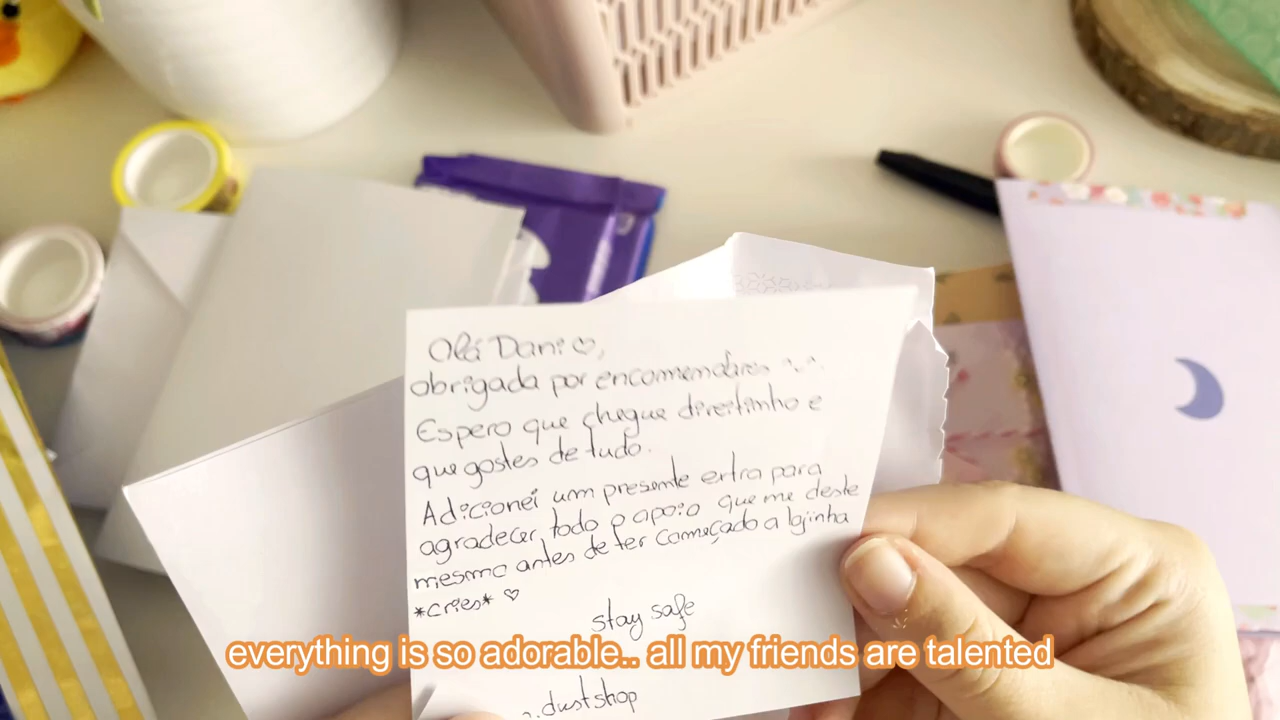 Olá Dani ♡,
obrigada por encomendares ^.^
Espero que chegue direitinho e
que gostes de tudo.
Adicionei um presente extra para
agradecer todo o apoio que me deste
mesmo antes de ter começado a lojinha
*cries* ♡
stay safe
.dustshop
everything is so adorable.. all my friends are talented